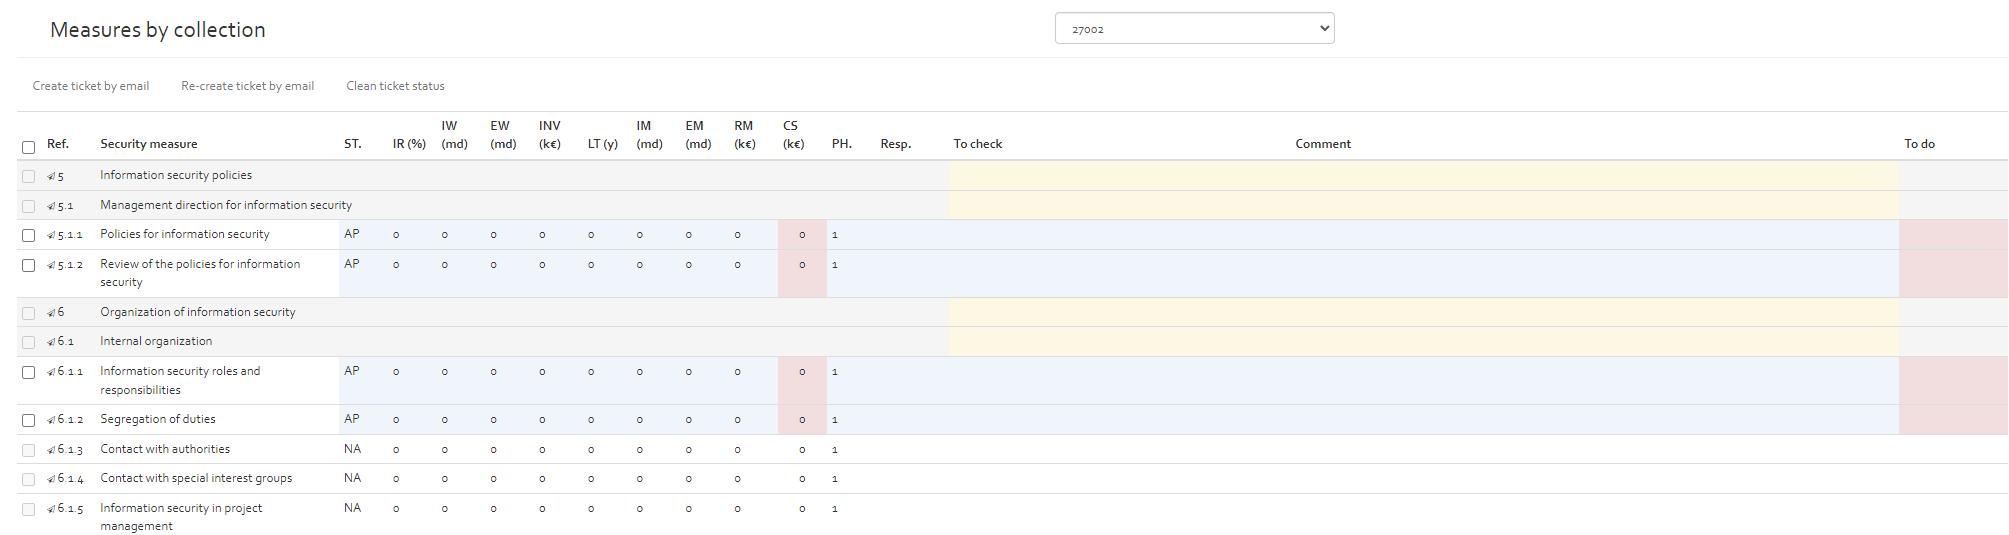 Measures by collection
27002
Create ticket by email Re-create ticket by email Clean ticket status
Ref. Security measure ST. IR (%) IW (md) EW (md) INV (k€) LT (y) IM (md) EM (md) RM (k€) CS (k€) PH. Resp. To check Comment To do
5 Information security policies
5.1 Management direction for information security
5.1.1 Policies for information security AP 0 0 0 0 0 0 0 0 0 1
5.1.2 Review of the policies for information security AP 0 0 0 0 0 0 0 0 0 1
6 Organization of information security
6.1 Internal organization
6.1.1 Information security roles and responsibilities AP 0 0 0 0 0 0 0 0 0 1
6.1.2 Segregation of duties AP 0 0 0 0 0 0 0 0 0 1
6.1.3 Contact with authorities NA 0 0 0 0 0 0 0 0 0 1
6.1.4 Contact with special interest groups NA 0 0 0 0 0 0 0 0 0 1
6.1.5 Information security in project management NA 0 0 0 0 0 0 0 0 0 1